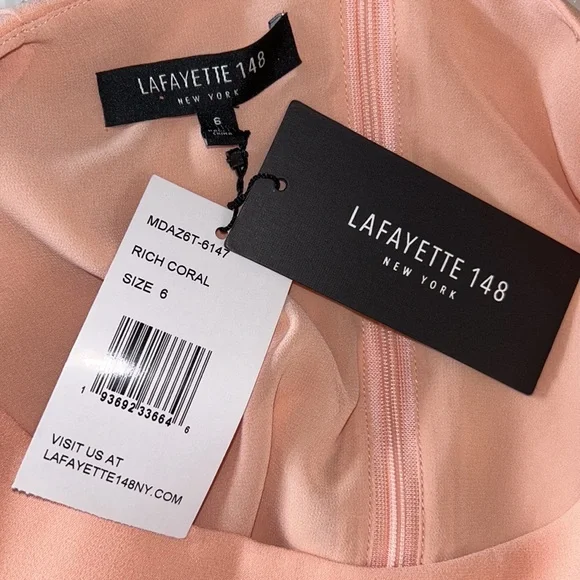 LAFAYETTE 148
NEW YORK
6
MDAZ6T-6147
RICH CORAL
SIZE 6
1 93692 33664 6
VISIT US AT
LAFAYETTE148NY.COM
LAFAYETTE 148
NEW YORK